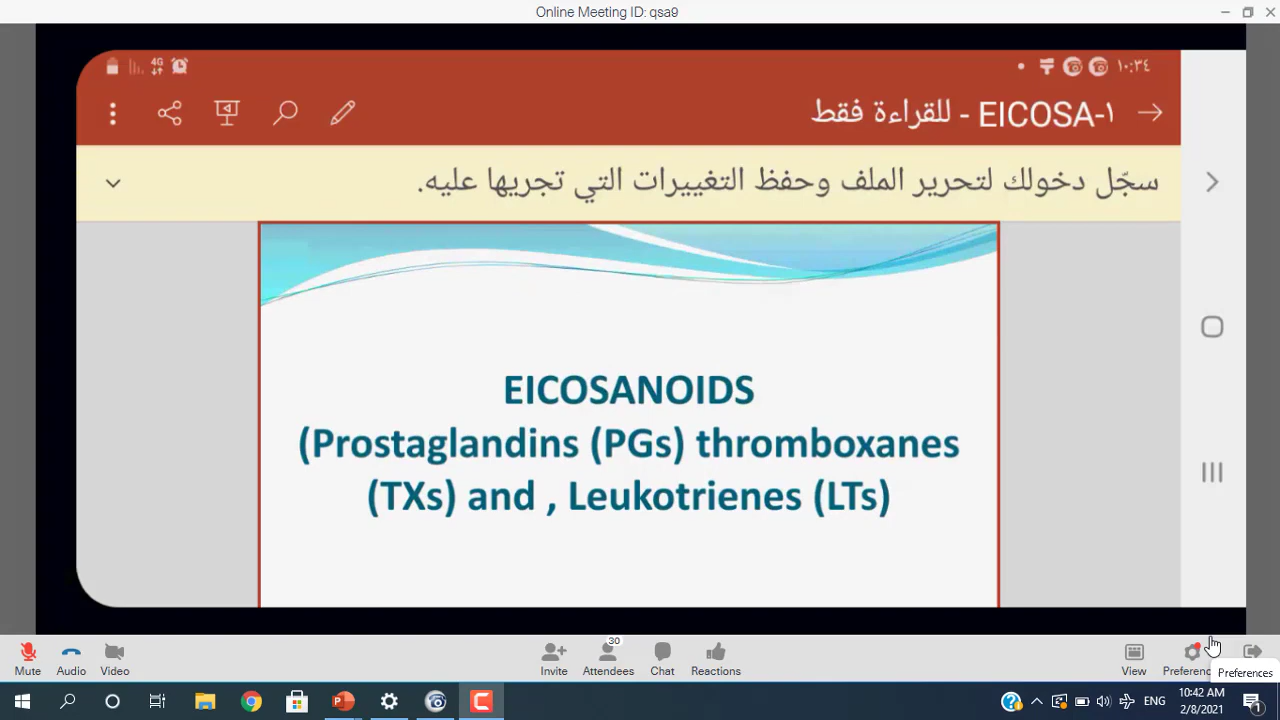 Online Meeting ID: qsa9
4G
١٠:٣٤
EICOSA-١ - للقراءة فقط
سجّل دخولك لتحرير الملف وحفظ التغييرات التي تجريها عليه.
EICOSANOIDS
(Prostaglandins (PGs) thromboxanes
(TXs) and , Leukotrienes (LTs)
Mute
Audio
Video
Invite
30
Attendees
Chat
Reactions
View
Preferenc
Preferences
ENG
10:42 AM
2/8/2021
1